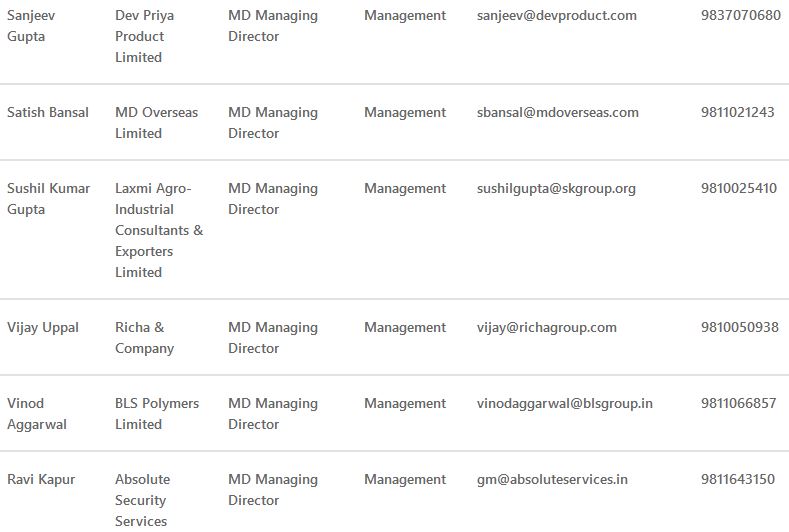 Sanjeev Dev Priya MD Managing Management sanjeev@devproduct.com 9837070680
Gupta Product Director
Limited
Satish Bansal MD Overseas MD Managing Management sbansal@mdoverseas.com 9811021243
Limited Director
Sushil Kumar Laxmi Agro- MD Managing Management sushilgupta@skgroup.org 9810025410
Gupta Industrial Director
Consultants &
Exporters
Limited
Vijay Uppal Richa & MD Managing Management vijay@richagroup.com 9810050938
Company Director
Vinod BLS Polymers MD Managing Management vinodaggarwal@blsgroup.in 9811066857
Aggarwal Limited Director
Ravi Kapur Absolute MD Managing Management gm@absoluteservices.in 9811643150
Security Director
Services